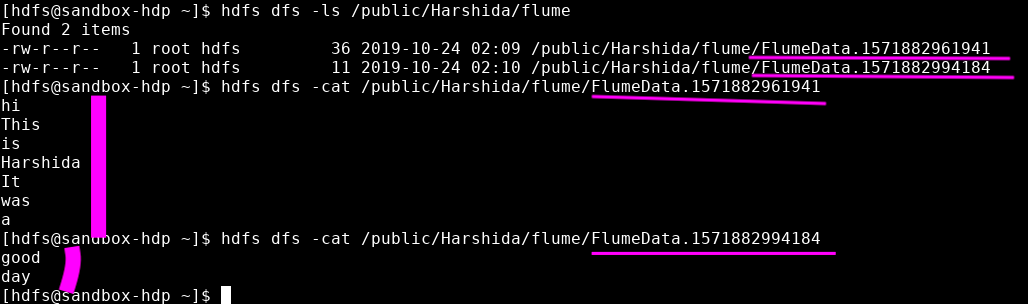 [hdfs@sandbox-hdp ~]$ hdfs dfs -ls /public/Harshida/flume
Found 2 items
-rw-r--r--   1 root hdfs         36 2019-10-24 02:09 /public/Harshida/flume/FlumeData.1571882961941
-rw-r--r--   1 root hdfs         11 2019-10-24 02:10 /public/Harshida/flume/FlumeData.1571882994184
[hdfs@sandbox-hdp ~]$ hdfs dfs -cat /public/Harshida/flume/FlumeData.1571882961941
hi
This
is
Harshida
It
was
a
[hdfs@sandbox-hdp ~]$ hdfs dfs -cat /public/Harshida/flume/FlumeData.1571882994184
good
day
[hdfs@sandbox-hdp ~]$